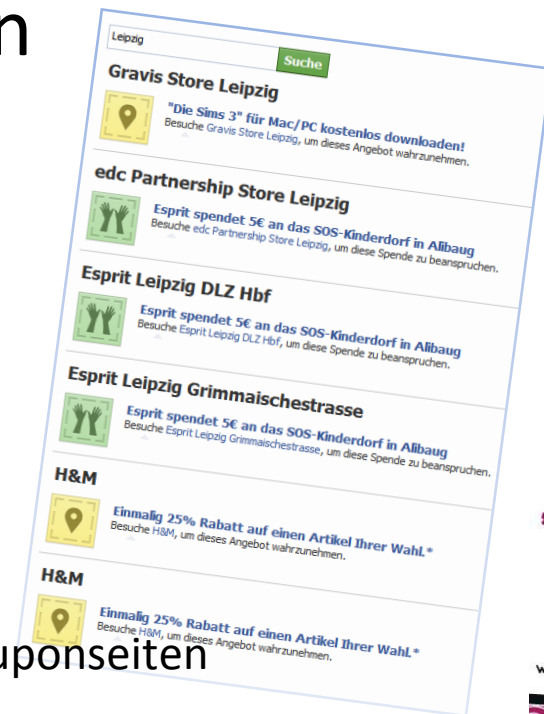 n
Leipzig
Suche
Gravis Store Leipzig
"Die Sims 3" für Mac/PC kostenlos downloaden!
Besuche Gravis Store Leipzig, um dieses Angebot wahrzunehmen.
edc Partnership Store Leipzig
Esprit spendet 5€ an das SOS-Kinderdorf in Alibaug
Besuche edc Partnership Store Leipzig, um diese Spende zu beanspruchen.
Esprit Leipzig DLZ Hbf
Esprit spendet 5€ an das SOS-Kinderdorf in Alibaug
Besuche Esprit Leipzig DLZ Hbf, um diese Spende zu beanspruchen.
Esprit Leipzig Grimmaischestrasse
Esprit spendet 5€ an das SOS-Kinderdorf in Alibaug
Besuche Esprit Leipzig Grimmaischestrasse, um diese Spende zu beanspruchen.
H&M
Einmalig 25% Rabatt auf einen Artikel Ihrer Wahl.*
Besuche H&M, um dieses Angebot wahrzunehmen.
H&M
Einmalig 25% Rabatt auf einen Artikel Ihrer Wahl.*
Besuche H&M, um dieses Angebot wahrzunehmen.
uponseiten
w